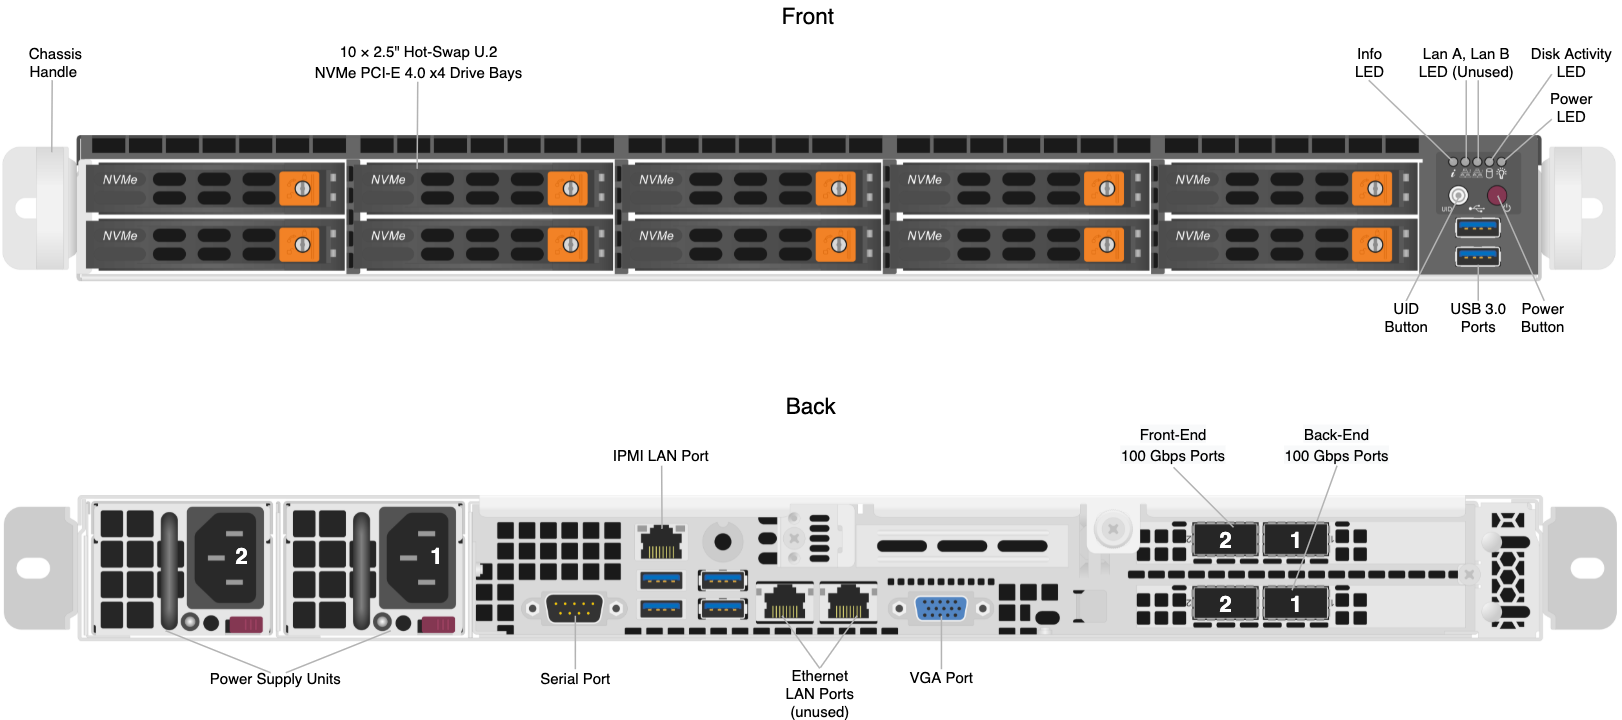 Front
Chassis
Handle
10 × 2.5" Hot-Swap U.2
NVMe PCI-E 4.0 x4 Drive Bays
Info
LED
Lan A, Lan B
LED (Unused)
Disk Activity
LED
Power
LED
NVMe
NVMe
NVMe
NVMe
NVMe
NVMe
NVMe
NVMe
NVMe
NVMe
i
UID
UID
Button
USB 3.0
Ports
Power
Button
Back
IPMI LAN Port
Front-End
100 Gbps Ports
Back-End
100 Gbps Ports
2
1
2
1
2
1
Power Supply Units
Serial Port
Ethernet
LAN Ports
(unused)
VGA Port